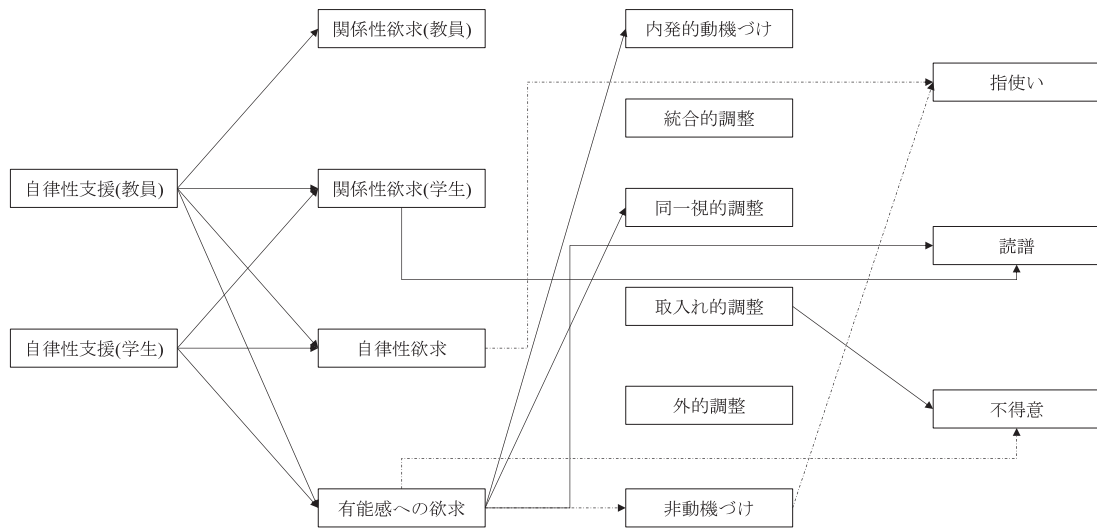 関係性欲求(教員)
内発的動機づけ
指使い
統合的調整
自律性支援(教員)
関係性欲求(学生)
同一視的調整
読譜
取入れ的調整
自律性支援(学生)
自律性欲求
外的調整
不得意
有能感への欲求
非動機づけ